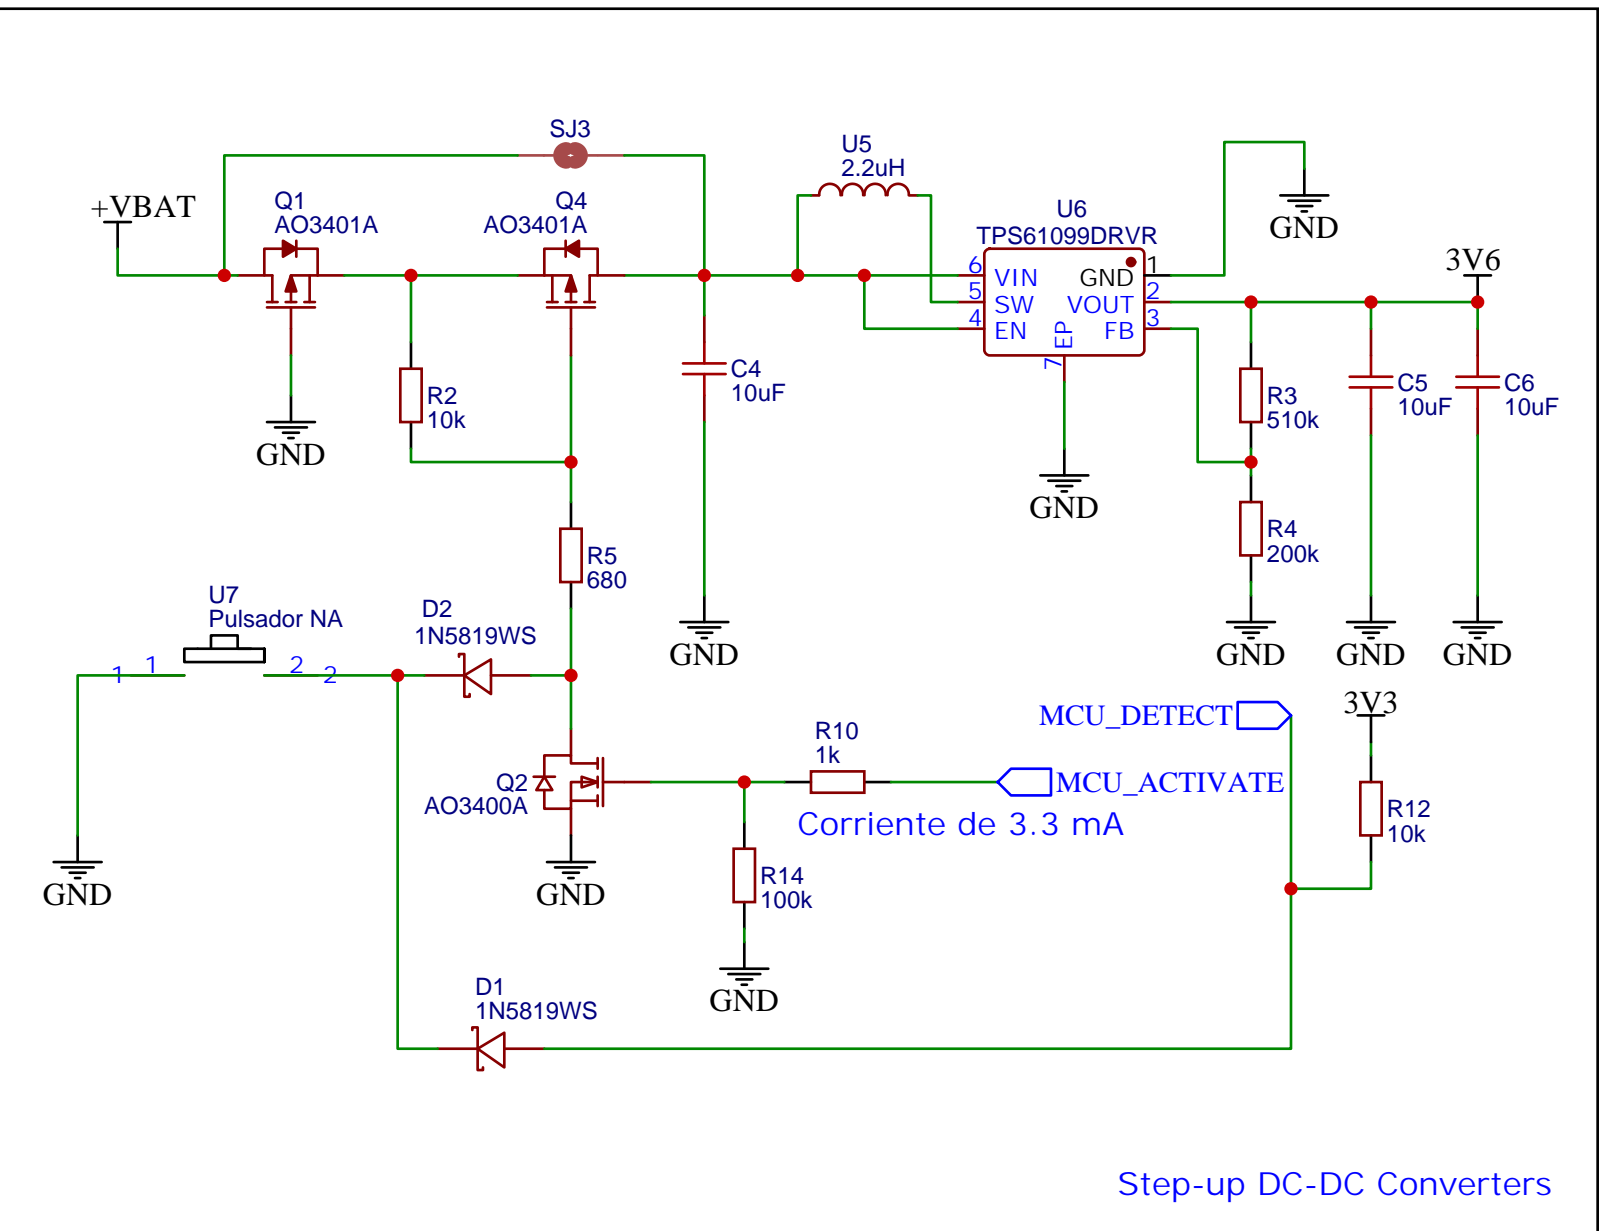 SJ3
U5
2.2uH
+VBAT
Q1
AO3401A
Q4
AO3401A
U6
TPS61099DRVR
GND
6 VIN
GND 1
5 SW
VOUT 2
4 EN
FB 3
EP
7
3V6
R2
10k
GND
C4
10uF
GND
R3
510k
C5
10uF
C6
10uF
R4
200k
R5
680
U7
Pulsador NA
D2
1N5819WS
GND
GND
GND
GND
1 1
2 2
MCU_DETECT
3V3
R10
1k
MCU_ACTIVATE
Q2
AO3400A
Corriente de 3.3 mA
R12
10k
R14
100k
GND
GND
D1
1N5819WS
GND
Step-up DC-DC Converters